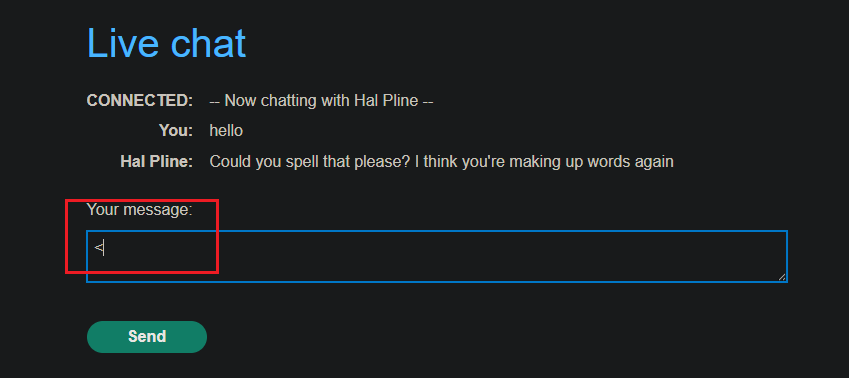 Live chat
CONNECTED: -- Now chatting with Hal Pline --
You: hello
Hal Pline: Could you spell that please? I think you're making up words again
Your message:
<
Send